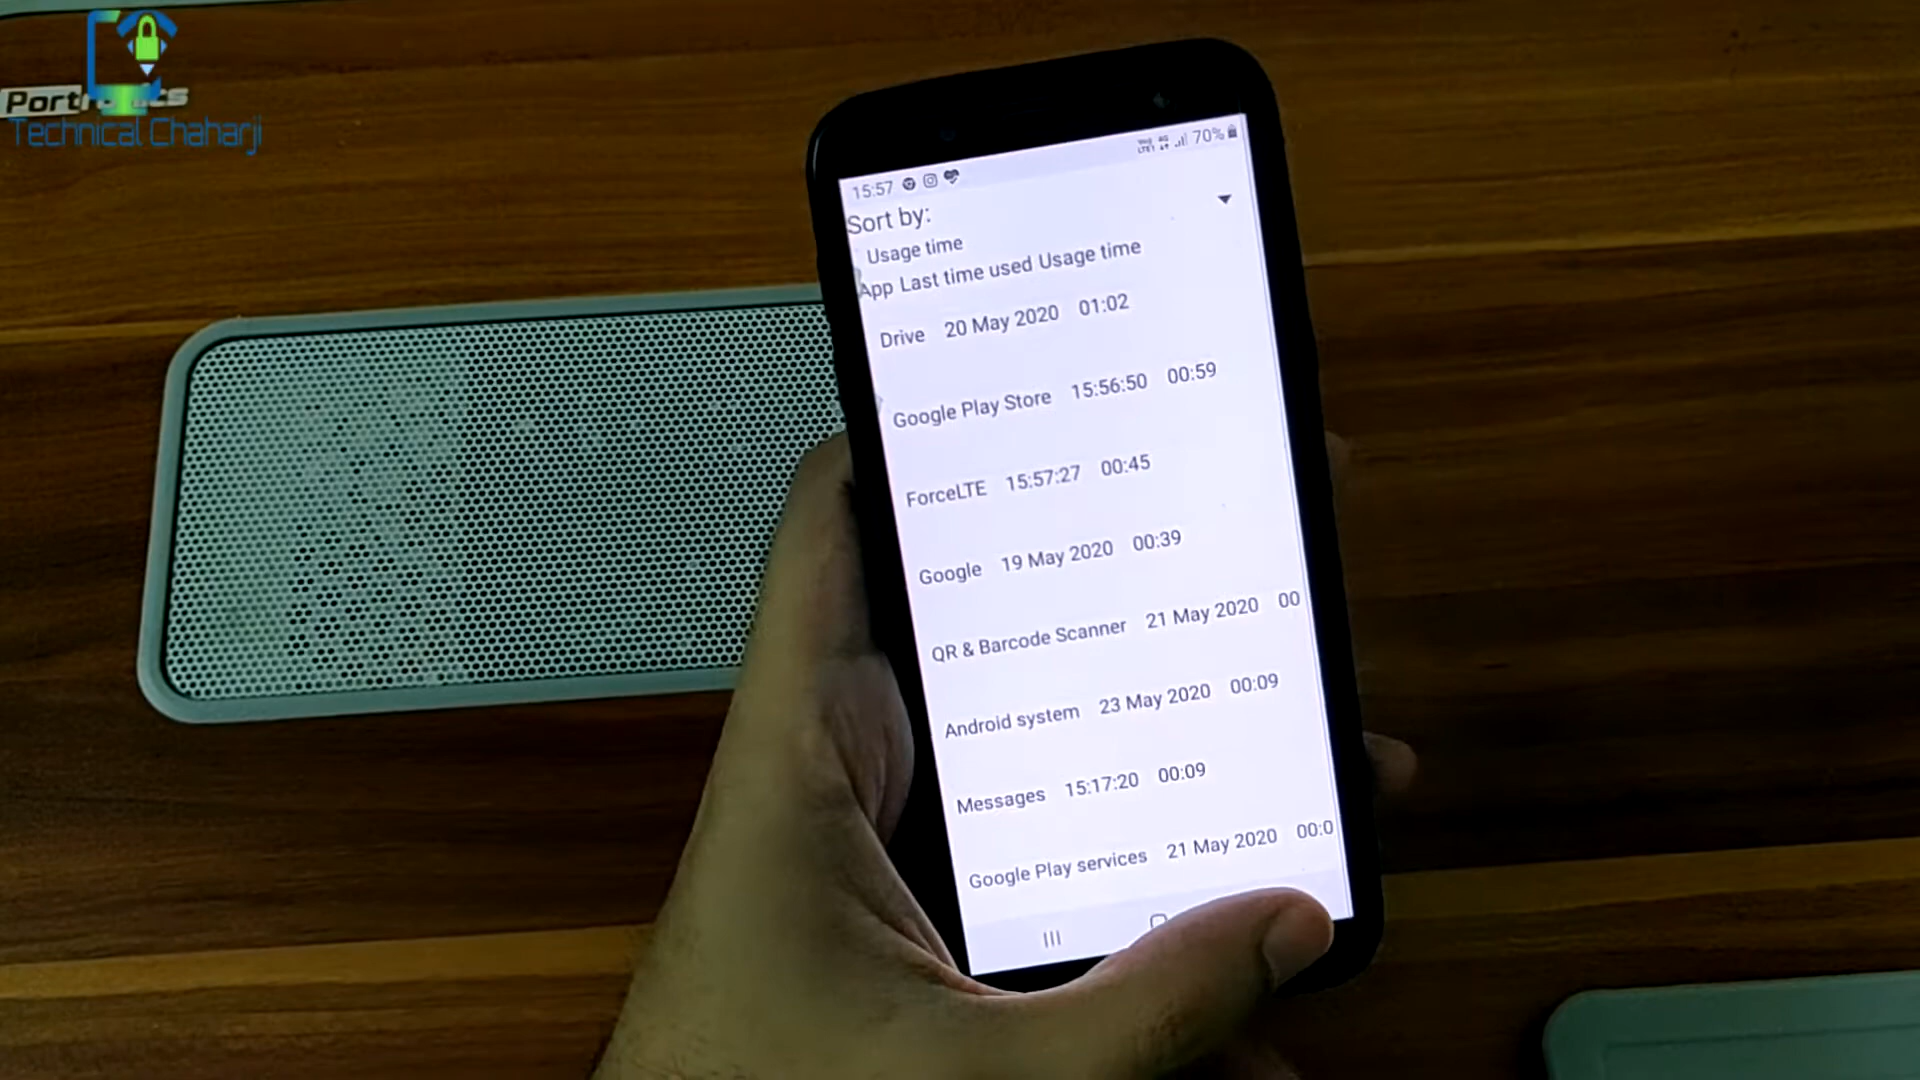 Portronics
Technical Chaharji
15:57 70%
Sort by:
Usage time
App Last time used Usage time
Drive 20 May 2020 01:02
Google Play Store 15:56:50 00:59
ForceLTE 15:57:27 00:45
Google 19 May 2020 00:39
QR & Barcode Scanner 21 May 2020 00
Android system 23 May 2020 00:09
Messages 15:17:20 00:09
Google Play services 21 May 2020 00:0